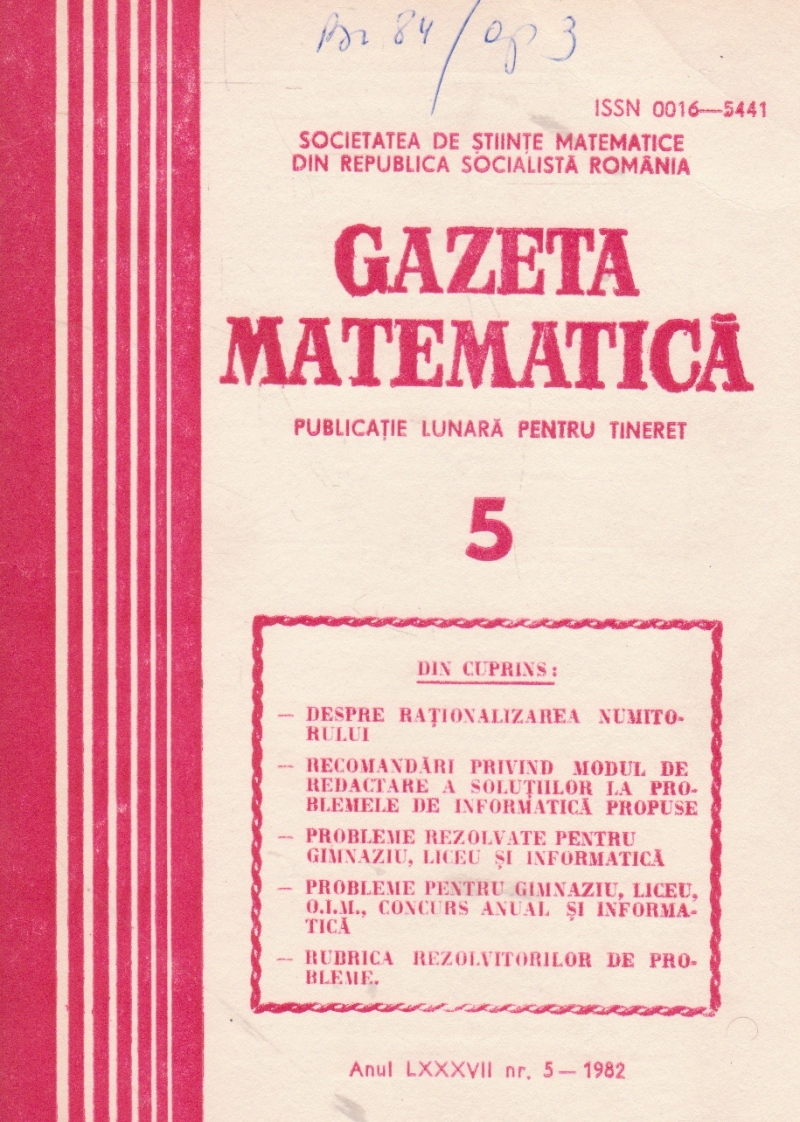 84/ap 3
ISSN 0016—5441
SOCIETATEA DE ȘTIINȚE MATEMATICE
DIN REPUBLICA SOCIALISTĂ ROMÂNIA
GAZETA
MATEMATICĂ
PUBLICAȚIE LUNARĂ PENTRU TINERET
5
DIN CUPRINS:
— DESPRE RAȚIONALIZAREA NUMITO-
RULUI
— RECOMANDĂRI PRIVIND MODUL DE
REDACTARE A SOLUȚIILOR LA PRO-
BLEMELE DE INFORMATICĂ PROPUSE
— PROBLEME REZOLVATE PENTRU
GIMNAZIU, LICEU ȘI INFORMATICĂ
— PROBLEME PENTRU GIMNAZIU, LICEU,
O.I.M., CONCURS ANUAL ȘI INFORMA-
TICĂ
— RUBRICA REZOLVITORILOR DE PRO-
BLEME.
Anul LXXXVII nr. 5 — 1982